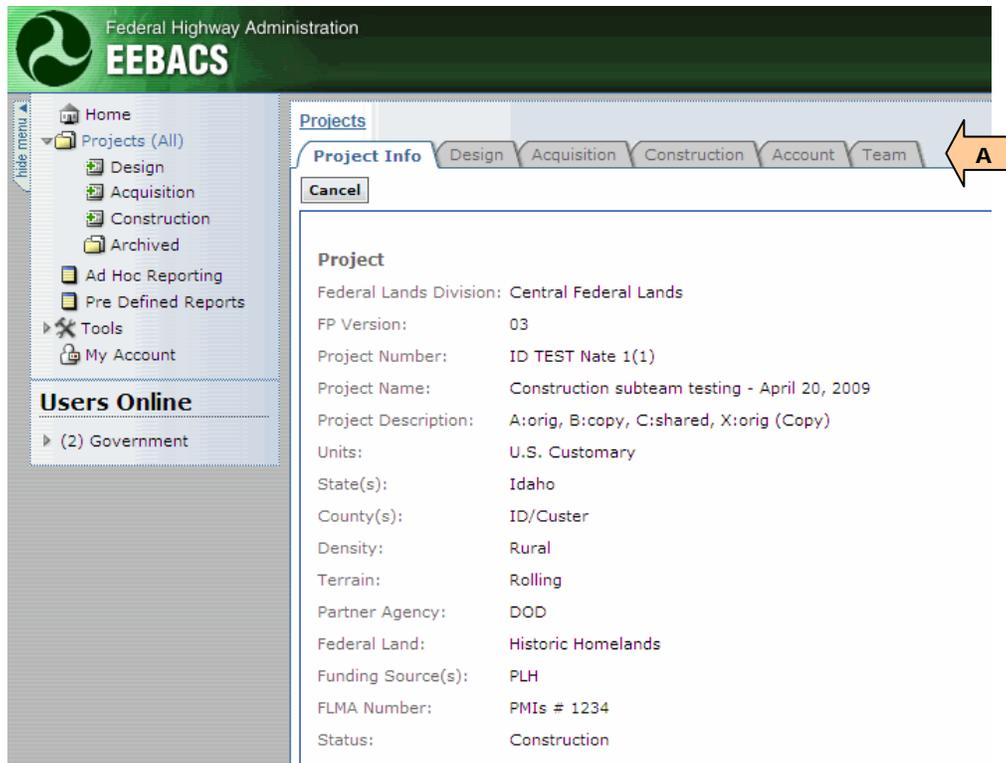 Federal Highway Administration
EEBACS
hide menu
Home
Projects (All)
Design
Acquisition
Construction
Archived
Ad Hoc Reporting
Pre Defined Reports
Tools
My Account
Users Online
(2) Government
Projects
Project Info Design Acquisition Construction Account Team
A
Cancel
Project
Federal Lands Division: Central Federal Lands
FP Version: 03
Project Number: ID TEST Nate 1(1)
Project Name: Construction subteam testing - April 20, 2009
Project Description: A:orig, B:copy, C:shared, X:orig (Copy)
Units: U.S. Customary
State(s): Idaho
County(s): ID/Custer
Density: Rural
Terrain: Rolling
Partner Agency: DOD
Federal Land: Historic Homelands
Funding Source(s): PLH
FLMA Number: PMIs # 1234
Status: Construction